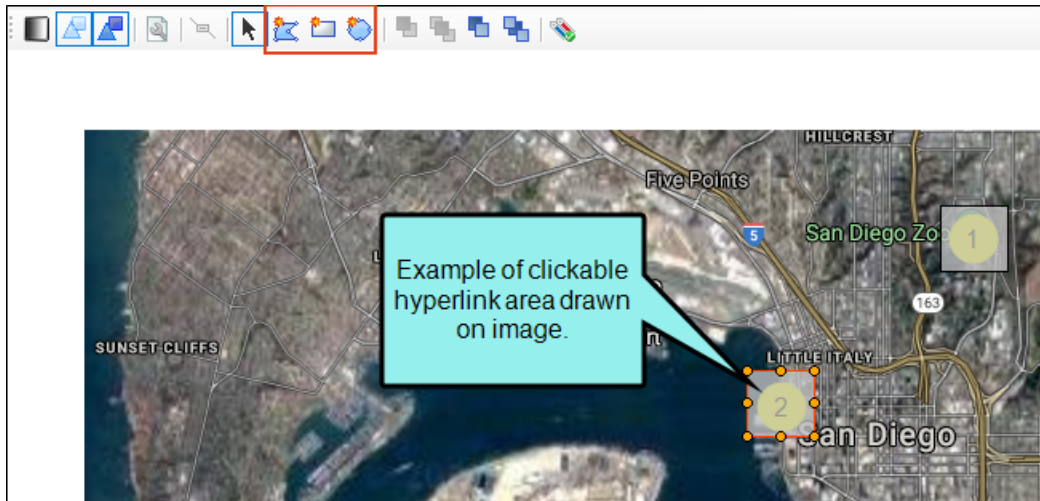 HILLCREST
Five Points
5
San Diego Zoo
1
Example of clickable
hyperlink area drawn
on image.
163
SUNSET CLIFFS
LITTLE ITALY
2
San Diego